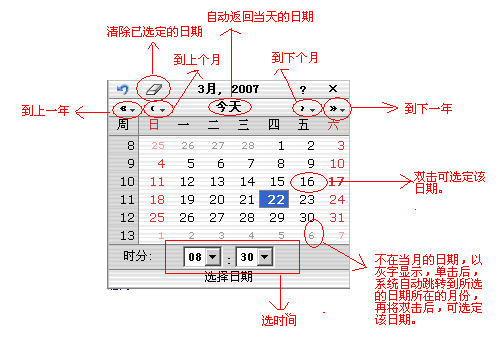 自动返回当天的日期
清除已选定的日期
到上个月
到下个月
3月, 2007 ? ×
到上一年
« ‹ 今天 › »
到下一年
周 日 一 二 三 四 五 六
8 25 26 27 28 1 2 3
9 4 5 6 7 8 9 10
10 11 12 13 14 15 16 17
11 18 19 20 21 22 23 24
12 25 26 27 28 29 30 31
13 1 2 3 4 5 6 7
双击可选定该
日期。
时分: 08 : 30
选择日期
不在当月的日期，以
灰字显示，单击后，
系统自动跳转到所选
的日期所在的月份，
再将双击后，可选定
该日期。
选时间